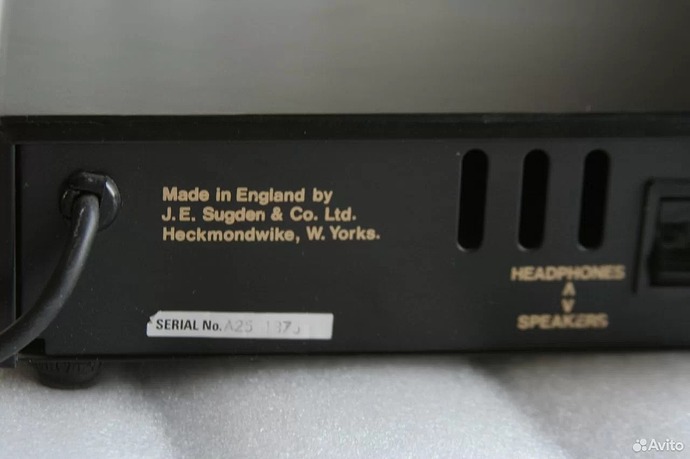 Made in England by
J. E. Sugden & Co. Ltd.
Heckmondwike, W. Yorks.
HEADPHONES
SPEAKERS
SERIAL No. A25
Avito